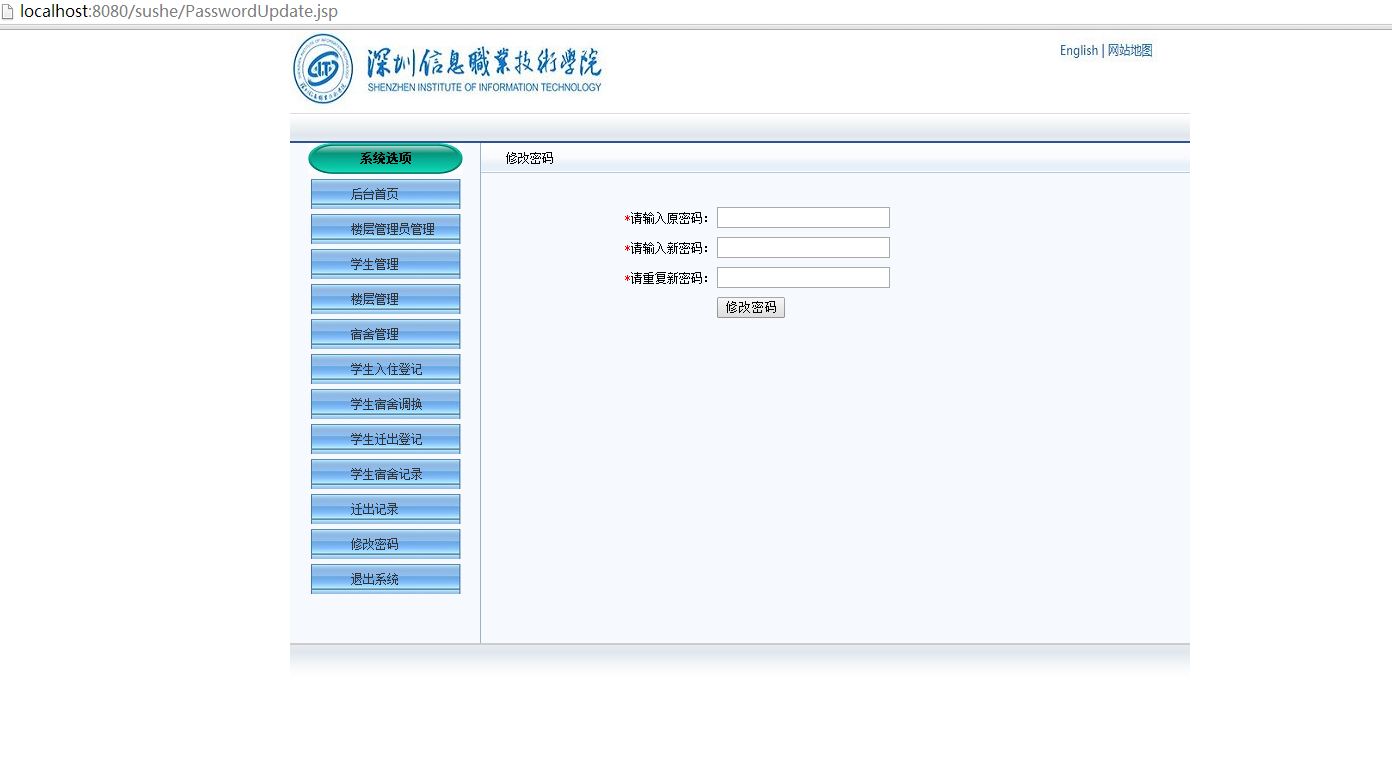 localhost:8080/sushe/PasswordUpdate.jsp
深圳信息職業技術學院
SHENZHEN INSTITUTE OF INFORMATION TECHNOLOGY
English | 网站地图
系统选项
修改密码
后台首页
楼层管理员管理
学生管理
楼层管理
宿舍管理
学生入住登记
学生宿舍调换
学生迁出登记
学生宿舍记录
迁出记录
修改密码
退出系统
*请输入原密码：
*请输入新密码：
*请重复新密码：
修改密码